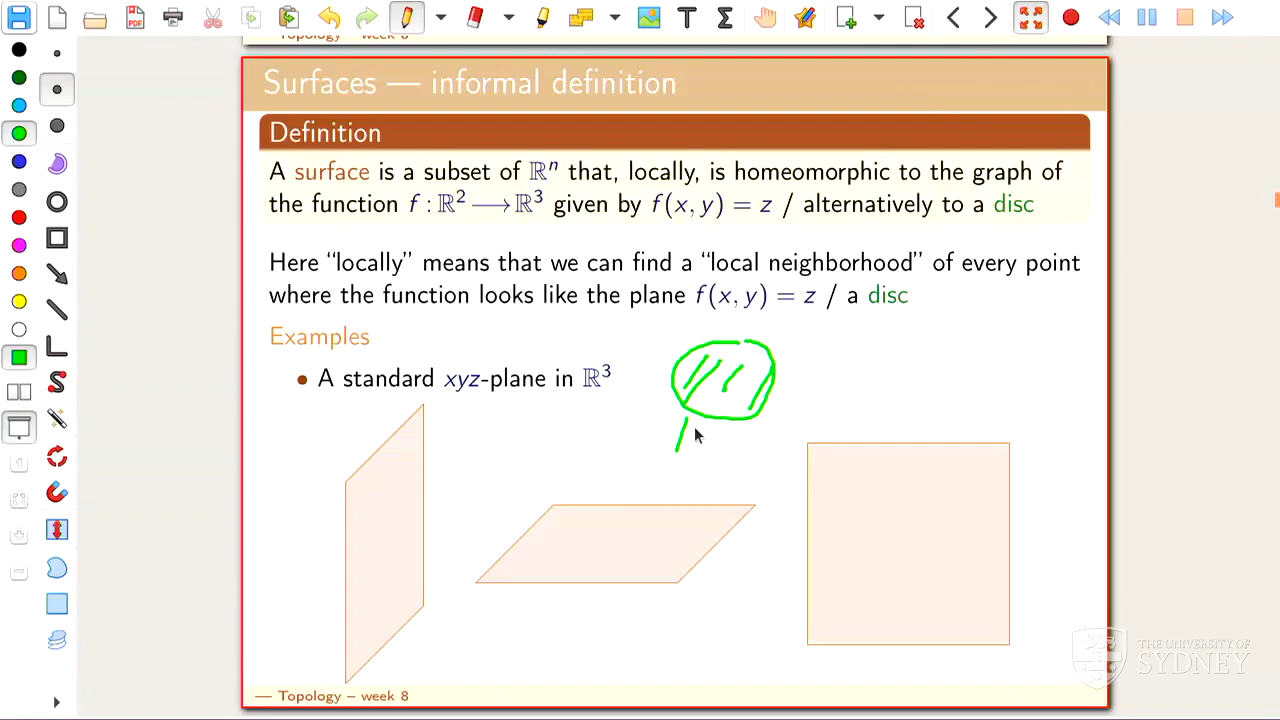 Topology – week 8
Surfaces — informal definition
Definition
A surface is a subset of ℝⁿ that, locally, is homeomorphic to the graph of
the function f : ℝ² ⟶ ℝ³ given by f(x, y) = z / alternatively to a disc
Here “locally” means that we can find a “local neighborhood” of every point
where the function looks like the plane f(x, y) = z / a disc
Examples
• A standard xyz-plane in ℝ³
— Topology – week 8
THE UNIVERSITY OF
SYDNEY